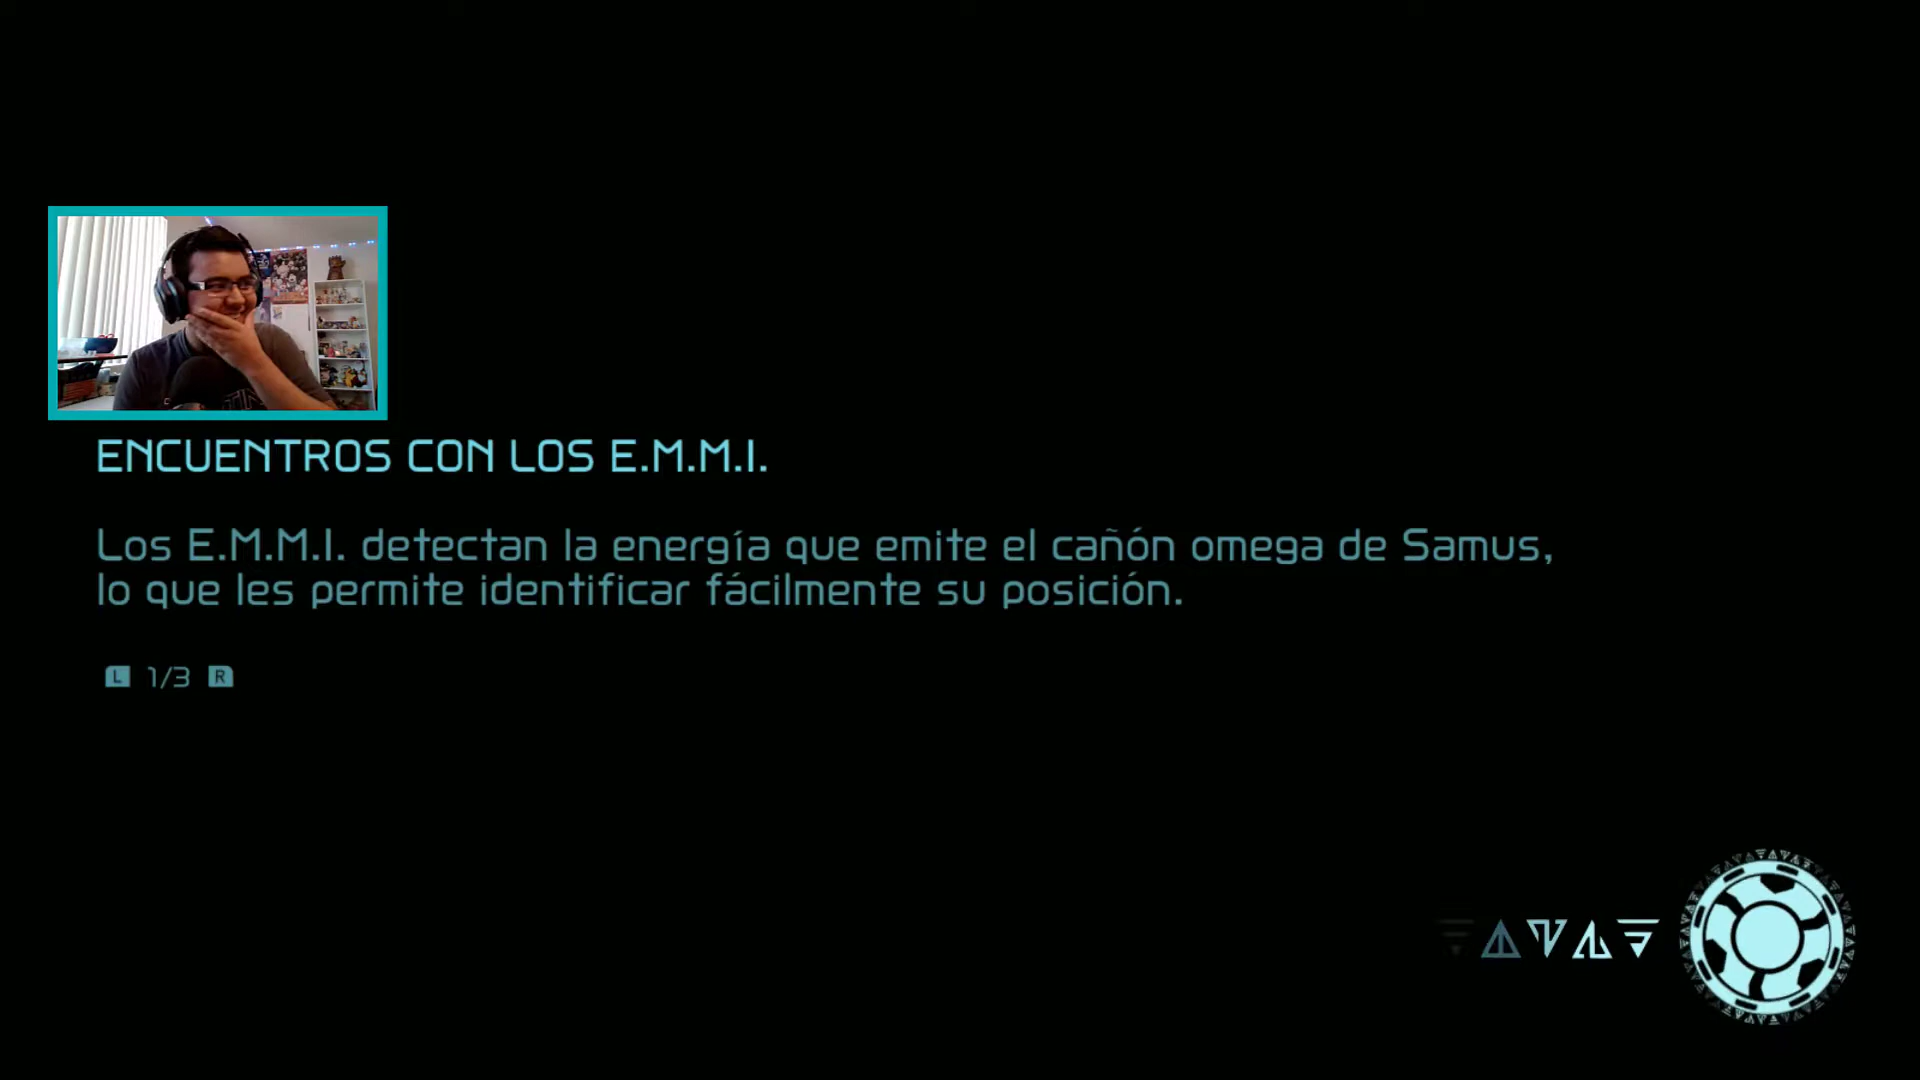 ENCUENTROS CON LOS E.M.M.I.
Los E.M.M.I. detectan la energía que emite el cañón omega de Samus,
lo que les permite identificar fácilmente su posición.
L 1/3 R